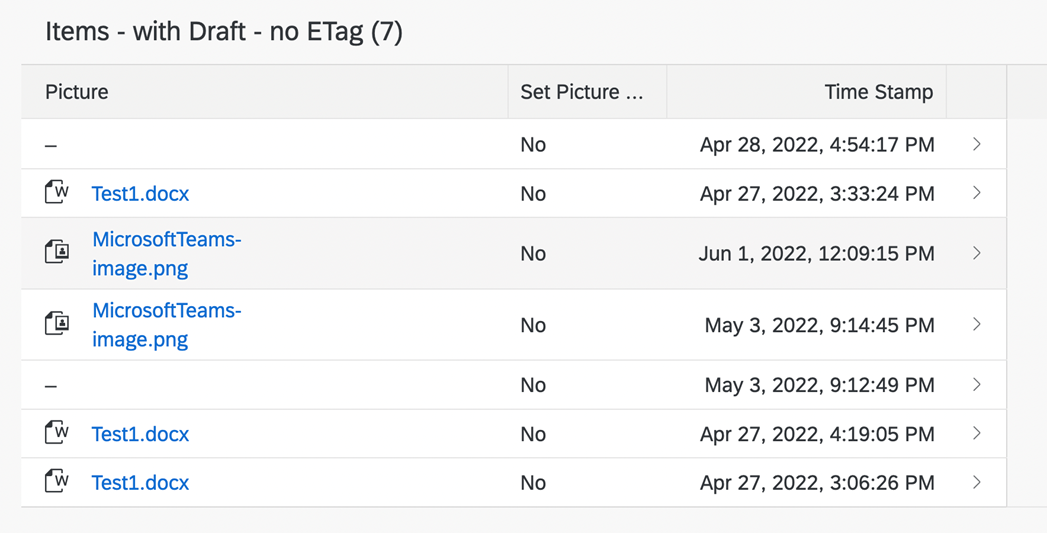 Items - with Draft - no ETag (7)
Picture Set Picture ... Time Stamp
– No Apr 28, 2022, 4:54:17 PM
Test1.docx No Apr 27, 2022, 3:33:24 PM
MicrosoftTeams-
image.png No Jun 1, 2022, 12:09:15 PM
MicrosoftTeams-
image.png No May 3, 2022, 9:14:45 PM
– No May 3, 2022, 9:12:49 PM
Test1.docx No Apr 27, 2022, 4:19:05 PM
Test1.docx No Apr 27, 2022, 3:06:26 PM